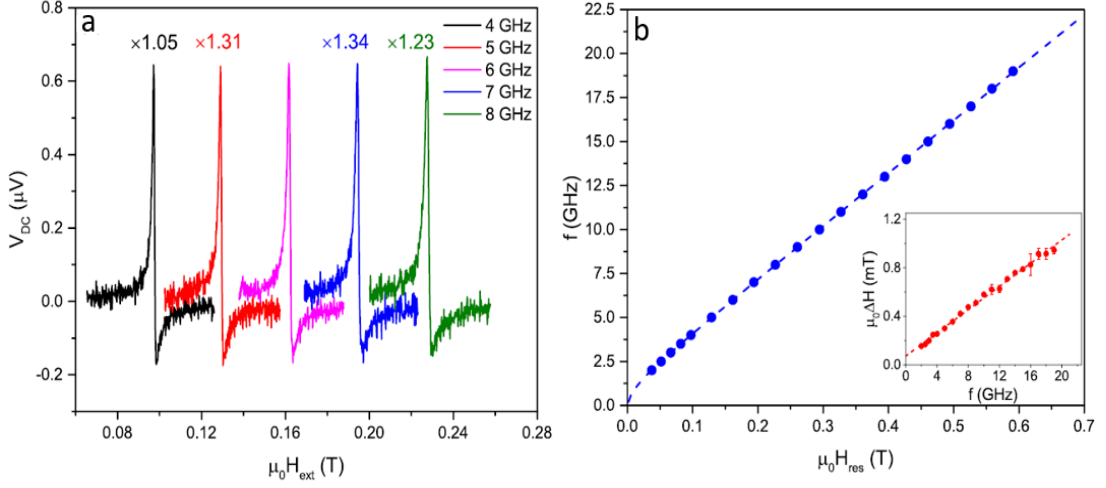 a
×1.05 ×1.31 ×1.34 ×1.23
4 GHz
5 GHz
6 GHz
7 GHz
8 GHz
0.8
0.6
0.4
0.2
0.0
-0.2
V_DC (μV)
0.08 0.12 0.16 0.20 0.24 0.28
μ₀H_ext (T)
b
22.5
20.0
17.5
15.0
12.5
10.0
7.5
5.0
2.5
0.0
f (GHz)
0.0 0.1 0.2 0.3 0.4 0.5 0.6 0.7
μ₀H_res (T)
1.2
0.8
0.4
0.0
μ₀ΔH (mT)
0 4 8 12 16 20
f (GHz)